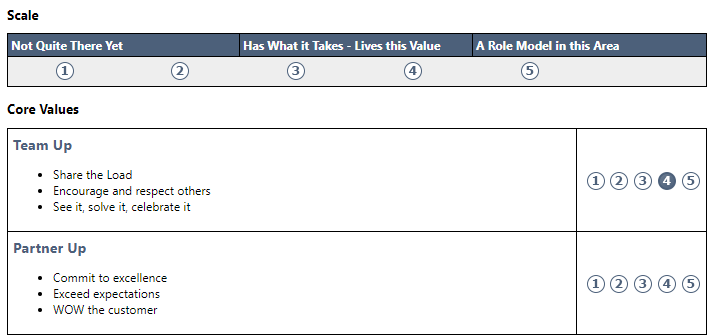 Scale
Not Quite There Yet Has What it Takes - Lives this Value A Role Model in this Area
1 2 3 4 5
Core Values
Team Up
• Share the Load
• Encourage and respect others
• See it, solve it, celebrate it
1 2 3 4 5
Partner Up
• Commit to excellence
• Exceed expectations
• WOW the customer
1 2 3 4 5